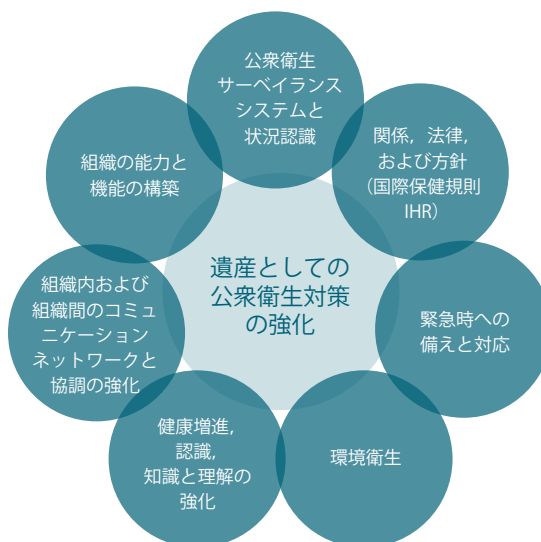 公衆衛生
サーベイランス
システムと
状況認識
関係，法律，
および方針
（国際保健規則
IHR）
緊急時への
備えと対応
環境衛生
健康増進，
認識，
知識と理解の
強化
組織内および
組織間のコミュ
ニケーション
ネットワークと
協調の強化
組織の能力と
機能の構築
遺産としての
公衆衛生対策
の強化